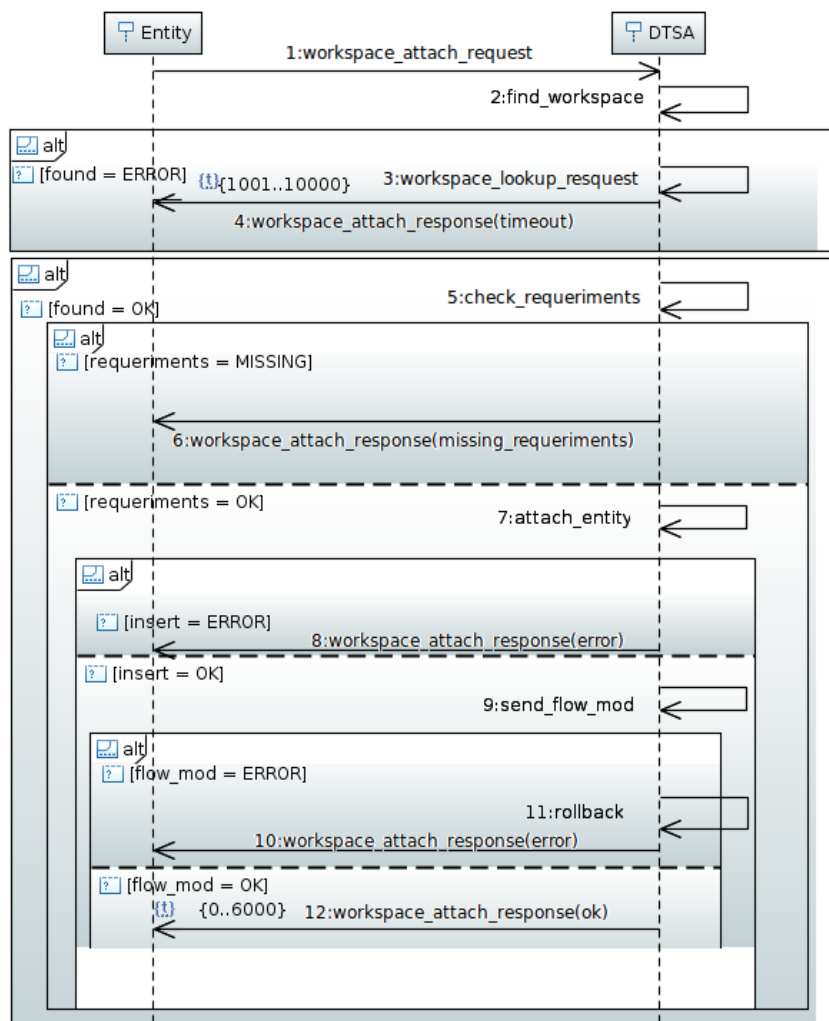 Entity
DTSA
1:workspace_attach_request
2:find_workspace
alt
[found = ERROR]
{t}
{1001..10000}
3:workspace_lookup_resquest
4:workspace_attach_response(timeout)
alt
[found = OK]
5:check_requeriments
alt
[requeriments = MISSING]
6:workspace_attach_response(missing_requeriments)
[requeriments = OK]
7:attach_entity
alt
[insert = ERROR]
8:workspace_attach_response(error)
[insert = OK]
9:send_flow_mod
alt
[flow_mod = ERROR]
11:rollback
10:workspace_attach_response(error)
[flow_mod = OK]
{t}
{0..6000}
12:workspace_attach_response(ok)